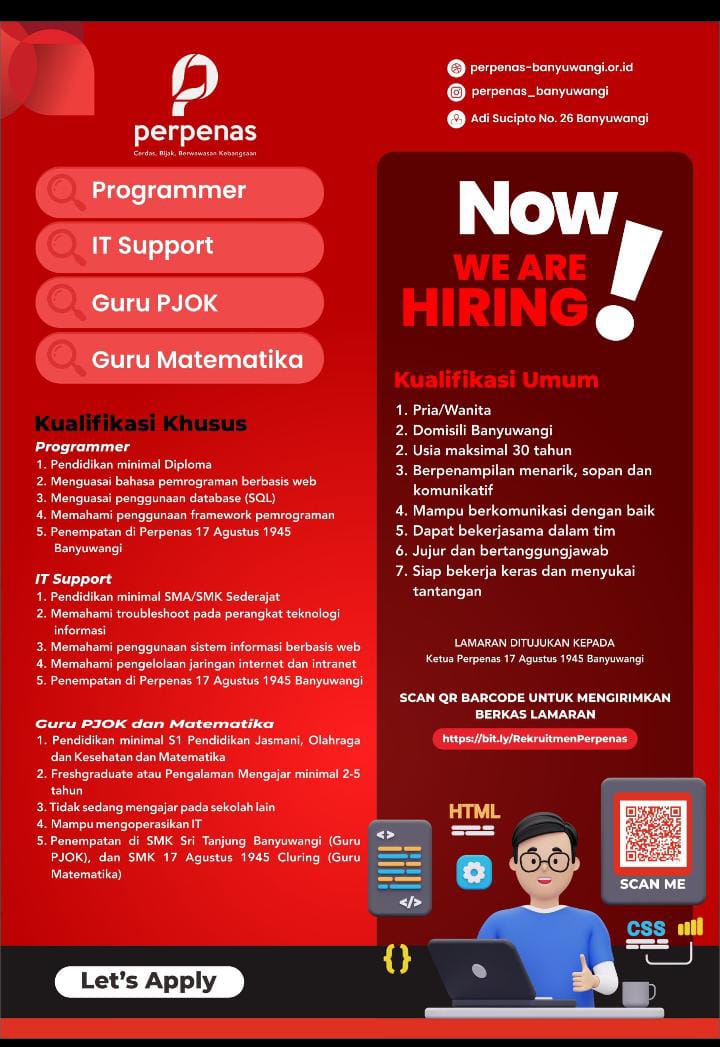 perpenas
Cerdas, Bijak, Berwawasan Kebangsaan
perpenas-banyuwangi.or.id
perpenas_banyuwangi
Adi Sucipto No. 26 Banyuwangi
Programmer
IT Support
Guru PJOK
Guru Matematika
Kualifikasi Khusus
Programmer
1. Pendidikan minimal Diploma
2. Menguasai bahasa pemrograman berbasis web
3. Menguasai penggunaan database (SQL)
4. Memahami penggunaan framework pemrograman
5. Penempatan di Perpenas 17 Agustus 1945
Banyuwangi
IT Support
1. Pendidikan minimal SMA/SMK Sederajat
2. Memahami troubleshoot pada perangkat teknologi
informasi
3. Memahami penggunaan sistem informasi berbasis web
4. Memahami pengelolaan jaringan internet dan intranet
5. Penempatan di Perpenas 17 Agustus 1945 Banyuwangi
Guru PJOK dan Matematika
1. Pendidikan minimal S1 Pendidikan Jasmani, Olahraga
dan Kesehatan dan Matematika
2. Freshgraduate atau Pengalaman Mengajar minimal 2-5
tahun
3. Tidak sedang mengajar pada sekolah lain
4. Mampu mengoperasikan IT
5. Penempatan di SMK Sri Tanjung Banyuwangi (Guru
PJOK), dan SMK 17 Agustus 1945 Cluring (Guru
Matematika)
Now
WE ARE
HIRING!
Kualifikasi Umum
1. Pria/Wanita
2. Domisili Banyuwangi
2. Usia maksimal 30 tahun
3. Berpenampilan menarik, sopan dan
komunikatif
4. Mampu berkomunikasi dengan baik
5. Dapat bekerjasama dalam tim
6. Jujur dan bertanggungjawab
7. Siap bekerja keras dan menyukai
tantangan
LAMARAN DITUJUKAN KEPADA
Ketua Perpenas 17 Agustus 1945 Banyuwangi
SCAN QR BARCODE UNTUK MENGIRIMKAN
BERKAS LAMARAN
https://bit.ly/RekruitmenPerpenas
HTML
<>
</>
SCAN ME
CSS
{}
Let's Apply